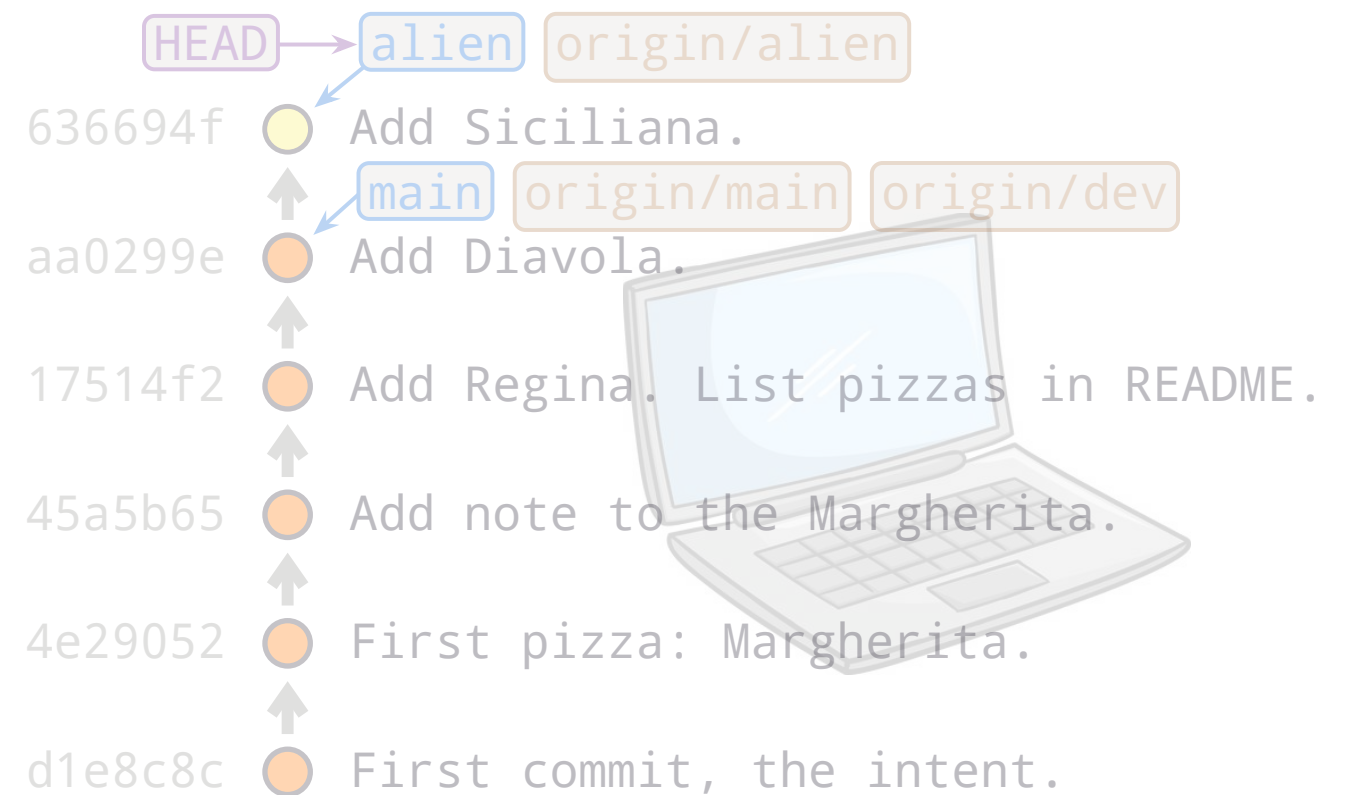 HEAD alien origin/alien
636694f Add Siciliana.
main origin/main origin/dev
aa0299e Add Diavola.
17514f2 Add Regina. List pizzas in README.
45a5b65 Add note to the Margherita.
4e29052 First pizza: Margherita.
d1e8c8c First commit, the intent.